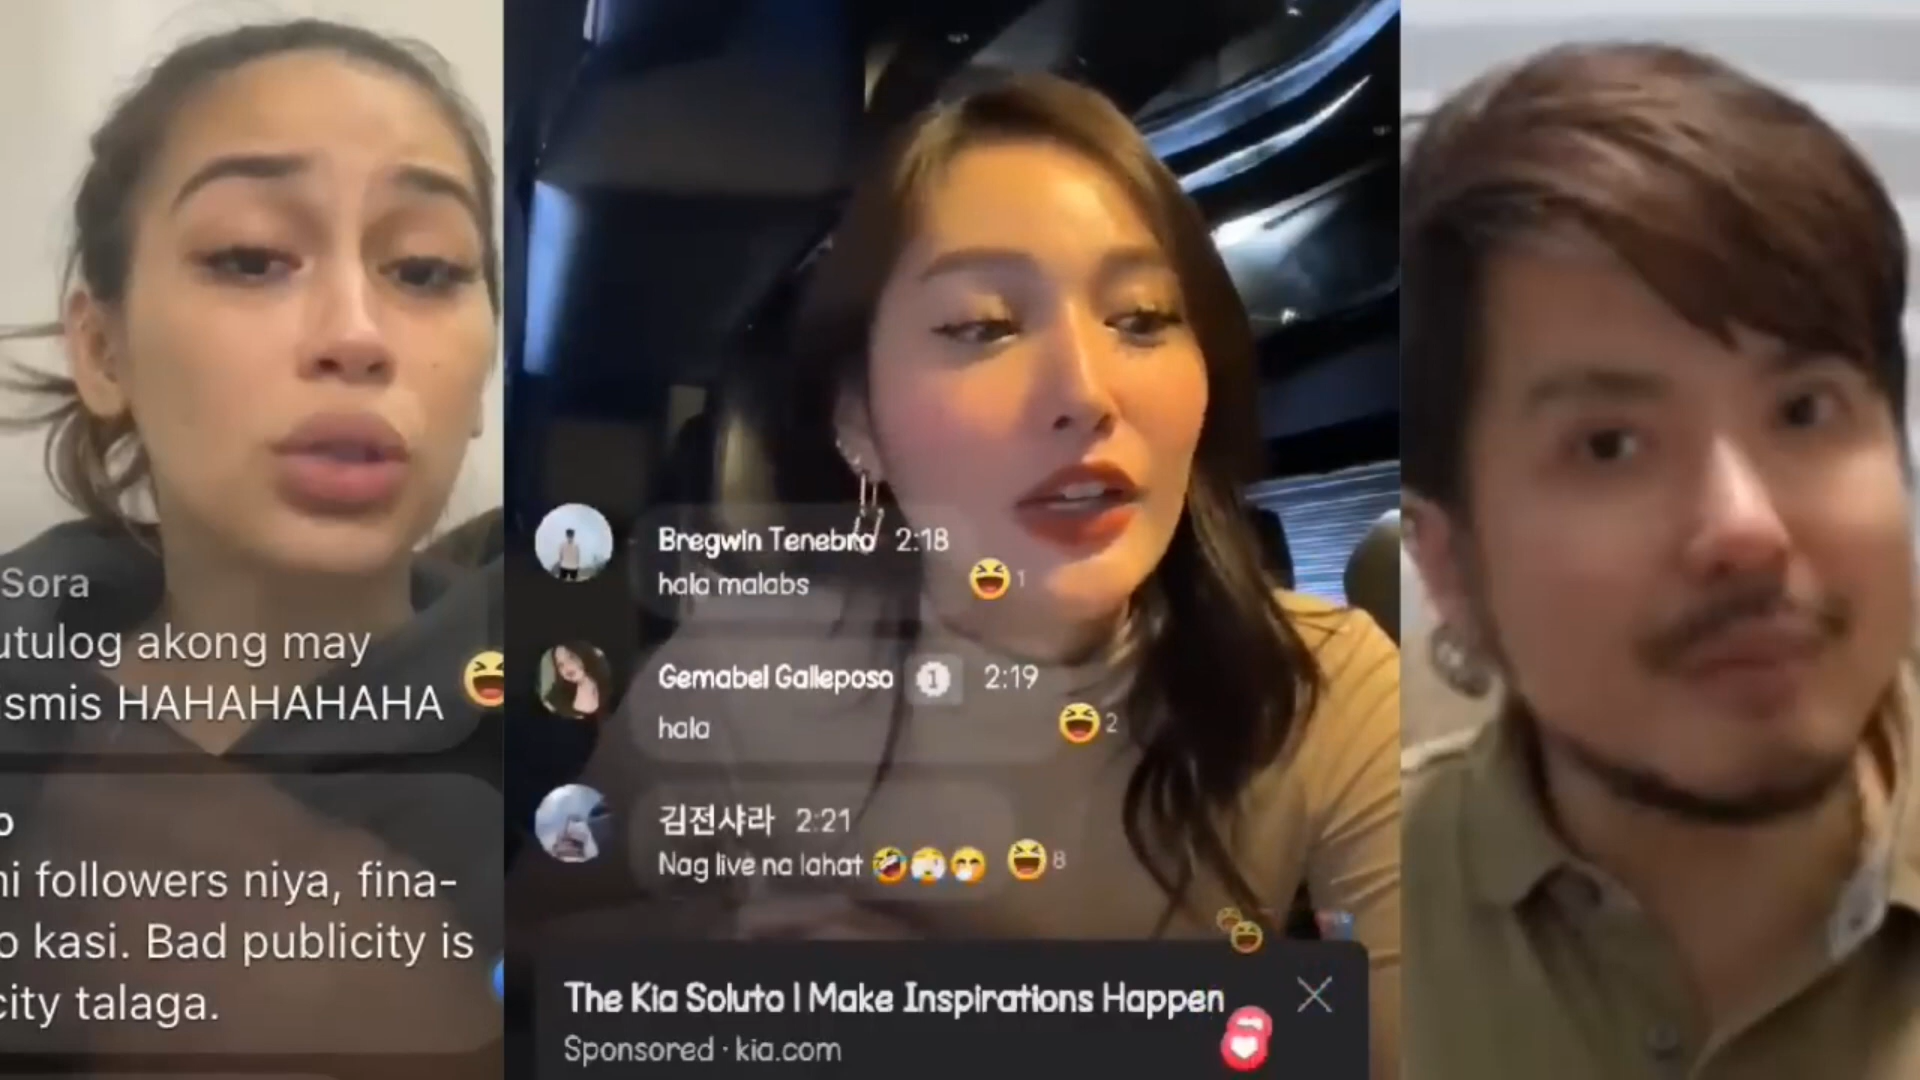 Sora
utulog akong may
ismis HAHAHAHAHA
o
ni followers niya, fina-
o kasi. Bad publicity is
city talaga.
Bregwin Tenebro 2:18
hala malabs
1
Gemabel Galleposo 1 2:19
hala
2
김전샤라 2:21
Nag live na lahat
8
The Kia Soluto | Make Inspirations Happen
Sponsored · kia.com